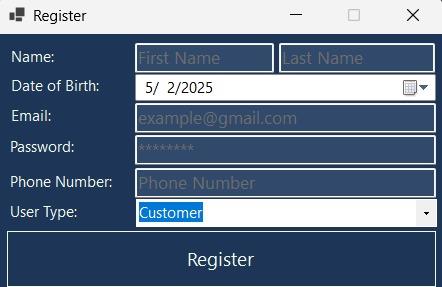 Register
Name: First Name Last Name
Date of Birth: 5/ 2/2025
Email: example@gmail.com
Password: ********
Phone Number: Phone Number
User Type: Customer
Register